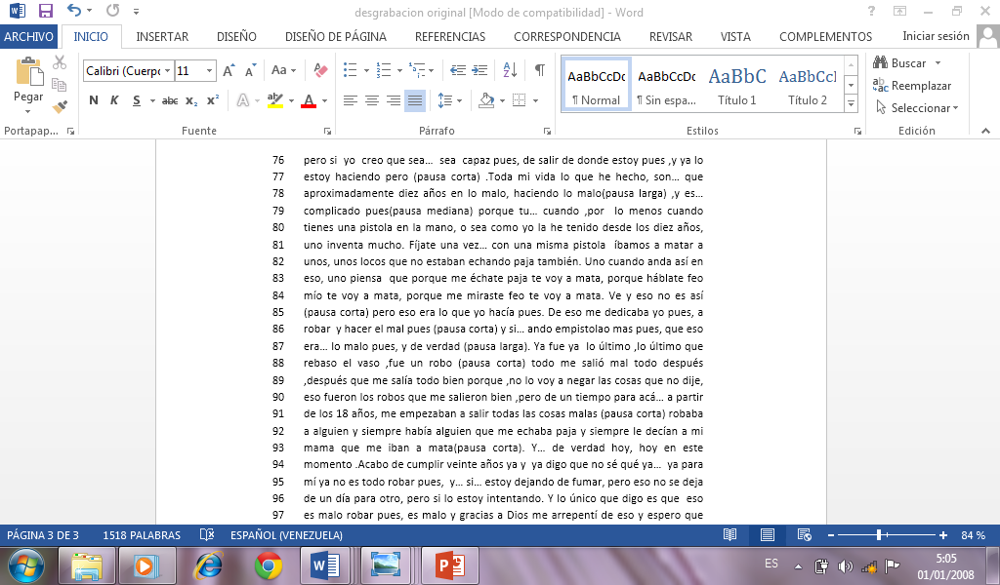 desgrabacion original [Modo de compatibilidad] - Word
ARCHIVO INICIO INSERTAR DISEÑO DISEÑO DE PÁGINA REFERENCIAS CORRESPONDENCIA REVISAR VISTA COMPLEMENTOS Iniciar sesión
Pegar
Calibri (Cuerpo 11
N K S abc x₂ x²
AaBbCcDc AaBbCcDc AaBbC AaBbCcI
¶ Normal ¶ Sin espa... Título 1 Título 2
Buscar
Reemplazar
Seleccionar
Portapap... Fuente Párrafo Estilos Edición
76 pero si yo creo que sea... sea capaz pues, de salir de donde estoy pues ,y ya lo
77 estoy haciendo pero (pausa corta) .Toda mi vida lo que he hecho, son... que
78 aproximadamente diez años en lo malo, haciendo lo malo(pausa larga) ,y es...
79 complicado pues(pausa mediana) porque tu... cuando ,por lo menos cuando
80 tienes una pistola en la mano, o sea como yo la he tenido desde los diez años,
81 uno inventa mucho. Fíjate una vez... con una misma pistola íbamos a matar a
82 unos, unos locos que no estaban echando paja también. Uno cuando anda así en
83 eso, uno piensa que porque me échate paja te voy a mata, porque háblate feo
84 mío te voy a mata, porque me miraste feo te voy a mata. Ve y eso no es así
85 (pausa corta) pero eso era lo que yo hacía pues. De eso me dedicaba yo pues, a
86 robar y hacer el mal pues (pausa corta) y si... ando empistolao mas pues, que eso
87 era... lo malo pues, y de verdad (pausa larga). Ya fue ya lo último ,lo último que
88 rebaso el vaso ,fue un robo (pausa corta) todo me salió mal todo después
89 ,después que me salía todo bien porque ,no lo voy a negar las cosas que no dije,
90 eso fueron los robos que me salieron bien ,pero de un tiempo para acá... a partir
91 de los 18 años, me empezaban a salir todas las cosas malas (pausa corta) robaba
92 a alguien y siempre había alguien que me echaba paja y siempre le decían a mi
93 mama que me iban a mata(pausa corta). Y... de verdad hoy, hoy en este
94 momento .Acabo de cumplir veinte años ya y ya digo que no sé qué ya... ya para
95 mí ya no es todo robar pues, y... si... estoy dejando de fumar, pero eso no se deja
96 de un día para otro, pero si lo estoy intentando. Y lo único que digo es que eso
97 es malo robar pues, es malo y gracias a Dios me arrepentí de eso y espero que
PÁGINA 3 DE 3 1518 PALABRAS ESPAÑOL (VENEZUELA) 84 %
ES
5:05
01/01/2008